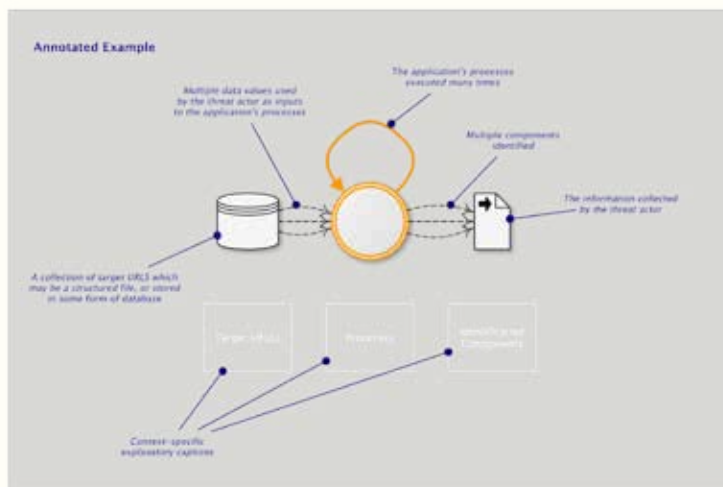 Annotated Example
The application's processes
executed many times
Multiple data values used
by the threat actor as inputs
to the application's processes
Multiple components
identified
The information collected
by the threat actor
A collection of target URLS which
may be a structured file, or stored
in some form of database
Target URLs
Process
Identified
Components
Context-specific
explanatory captions